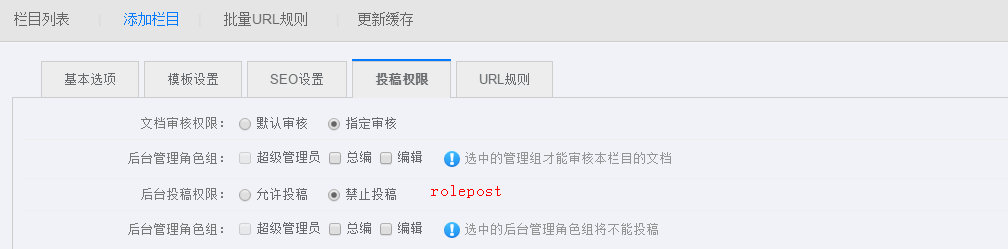 栏目列表 添加栏目 批量URL规则 更新缓存
基本选项 模板设置 SEO设置 投稿权限 URL规则
文档审核权限： 默认审核 指定审核
后台管理角色组： 超级管理员 总编 编辑 选中的管理组才能审核本栏目的文档
后台投稿权限： 允许投稿 禁止投稿 rolepost
后台管理角色组： 超级管理员 总编 编辑 选中的后台管理角色组将不能投稿